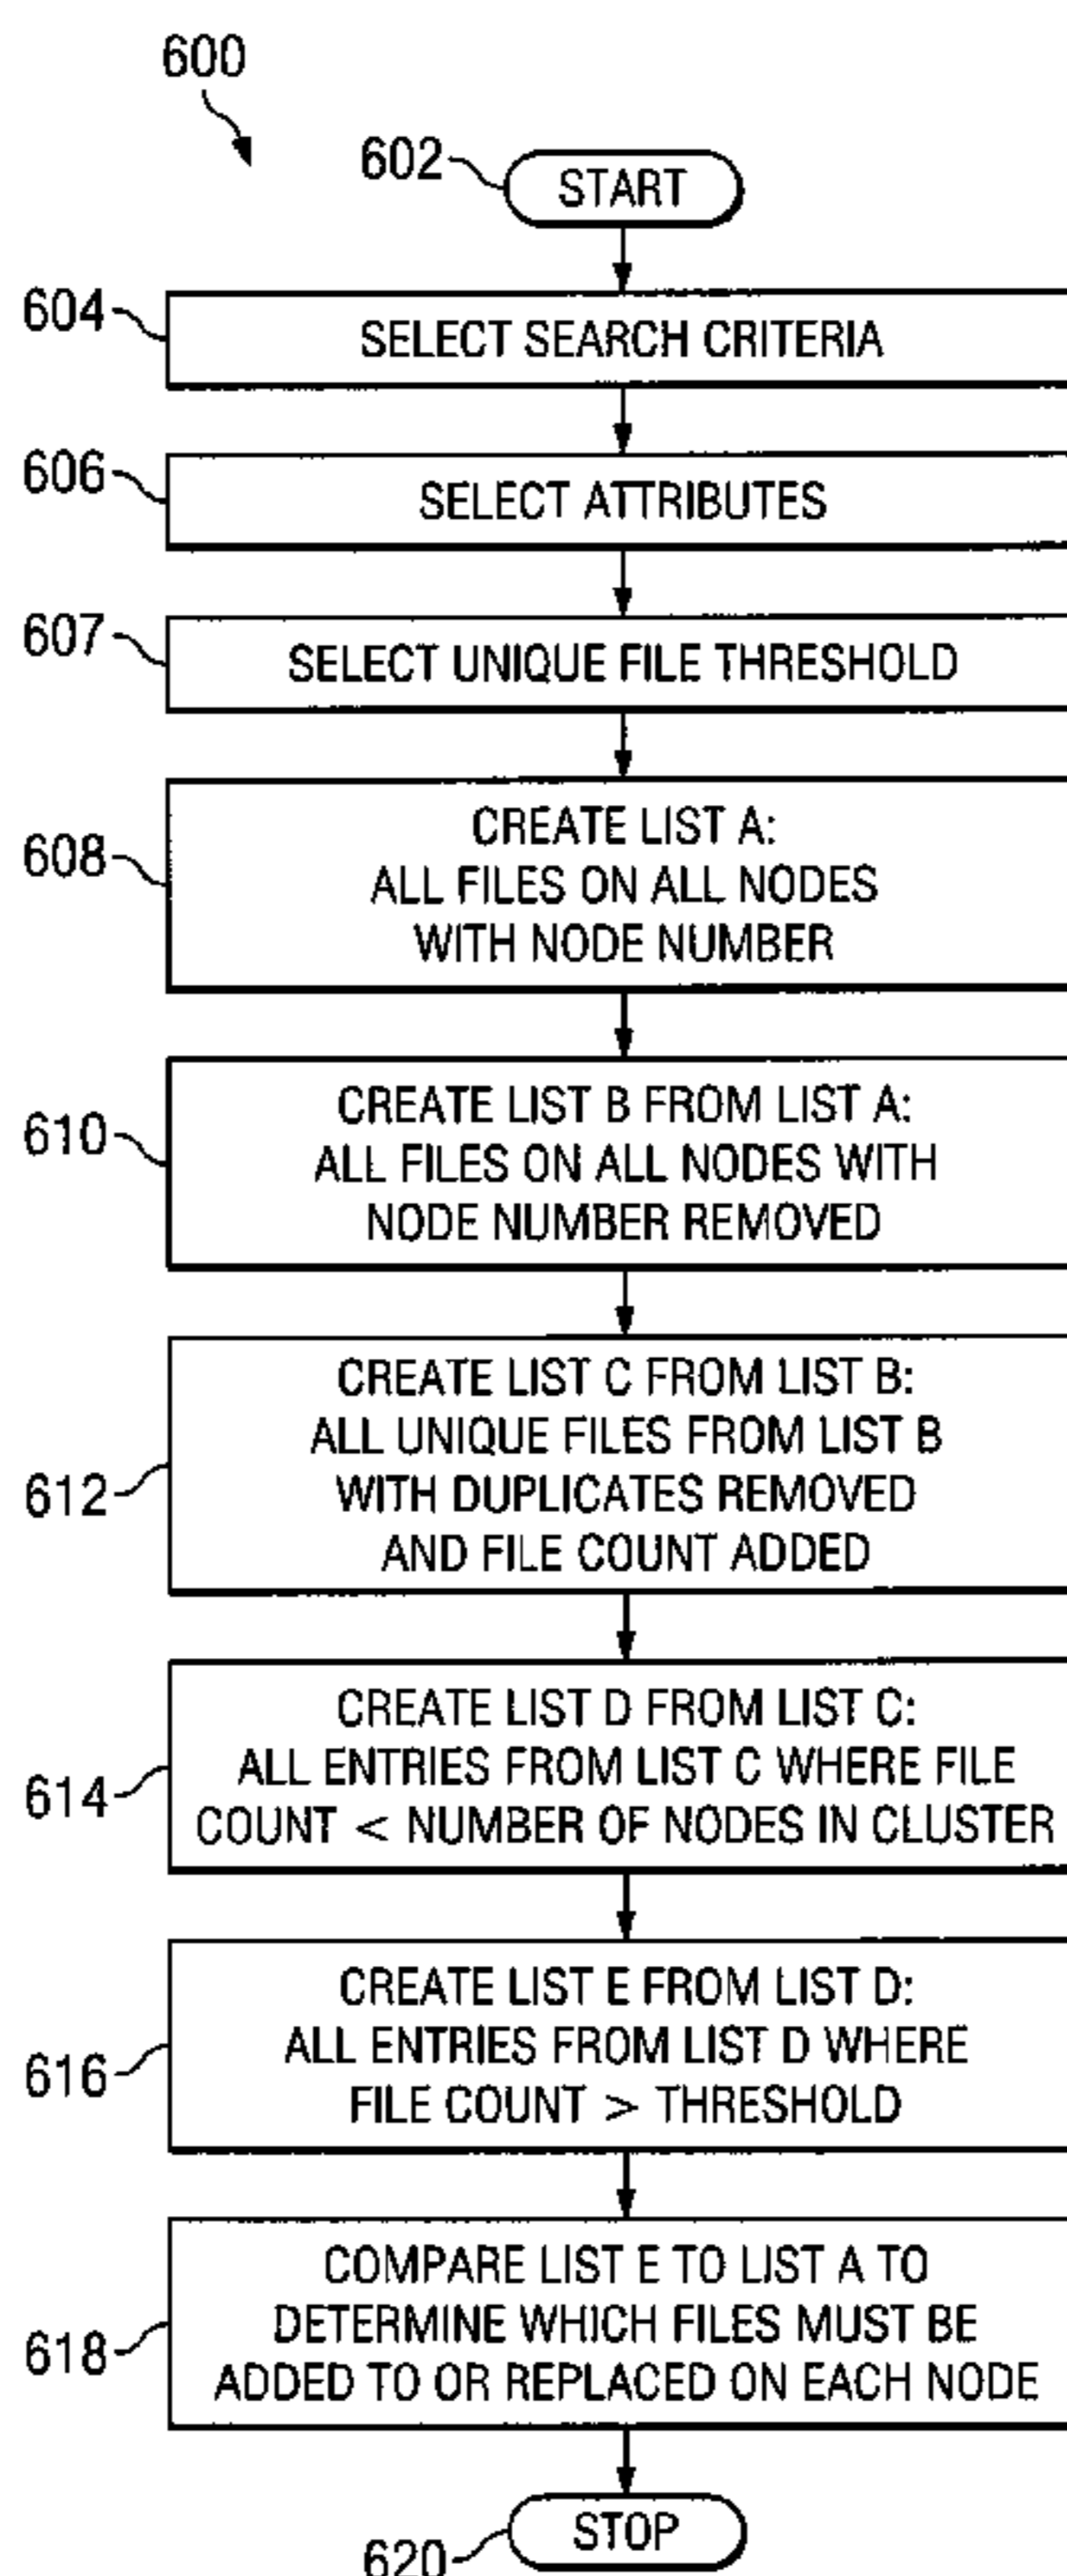 600
602
START
604
SELECT SEARCH CRITERIA
606
SELECT ATTRIBUTES
607
SELECT UNIQUE FILE THRESHOLD
608
CREATE LIST A:
ALL FILES ON ALL NODES
WITH NODE NUMBER
610
CREATE LIST B FROM LIST A:
ALL FILES ON ALL NODES WITH
NODE NUMBER REMOVED
612
CREATE LIST C FROM LIST B:
ALL UNIQUE FILES FROM LIST B
WITH DUPLICATES REMOVED
AND FILE COUNT ADDED
614
CREATE LIST D FROM LIST C:
ALL ENTRIES FROM LIST C WHERE FILE
COUNT < NUMBER OF NODES IN CLUSTER
616
CREATE LIST E FROM LIST D:
ALL ENTRIES FROM LIST D WHERE
FILE COUNT > THRESHOLD
618
COMPARE LIST E TO LIST A TO
DETERMINE WHICH FILES MUST BE
ADDED TO OR REPLACED ON EACH NODE
620
STOP